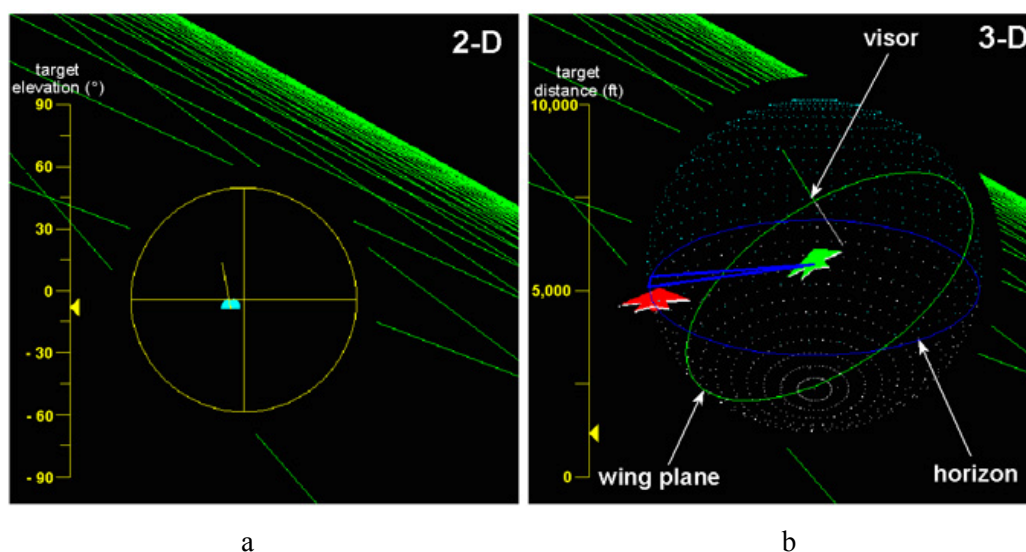 2-D
target
elevation (°)
90
60
30
0
- 30
- 60
- 90
visor
3-D
target
distance (ft)
10,000
5,000
0
wing plane
horizon
a
b